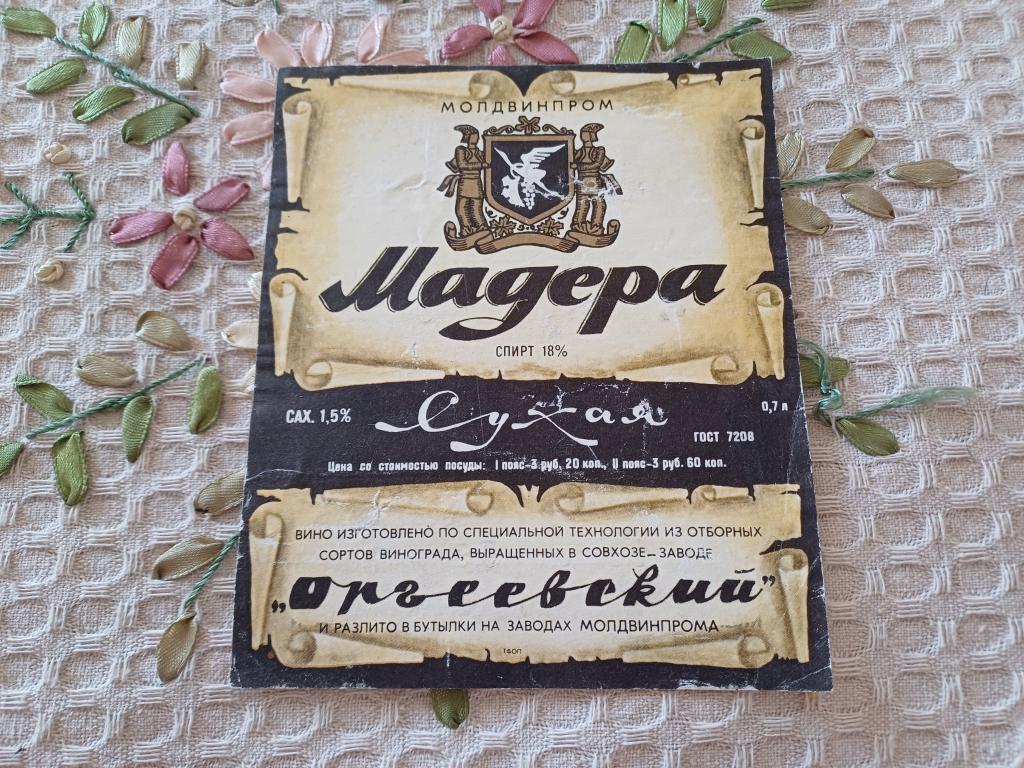 МОЛДВИНПРОМ
Мадера
СПИРТ 18%
САХ. 1,5%
Сухая
0,7 л
ГОСТ 7208
Цена со стоимостью посуды: I пояс–3 руб. 20 коп., II пояс–3 руб. 60 коп.
ВИНО ИЗГОТОВЛЕНО ПО СПЕЦИАЛЬНОЙ ТЕХНОЛОГИИ ИЗ ОТБОРНЫХ
СОРТОВ ВИНОГРАДА, ВЫРАЩЕННЫХ В СОВХОЗЕ–ЗАВОДЕ
„Оргеевский”
И РАЗЛИТО В БУТЫЛКИ НА ЗАВОДАХ МОЛДВИНПРОМА